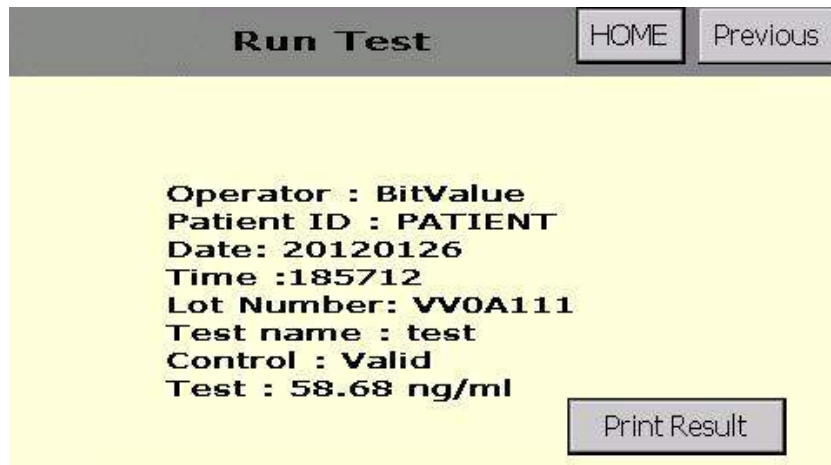 Run Test
HOME
Previous
Operator : BitValue
Patient ID : PATIENT
Date: 20120126
Time :185712
Lot Number: VV0A111
Test name : test
Control : Valid
Test : 58.68 ng/ml
Print Result